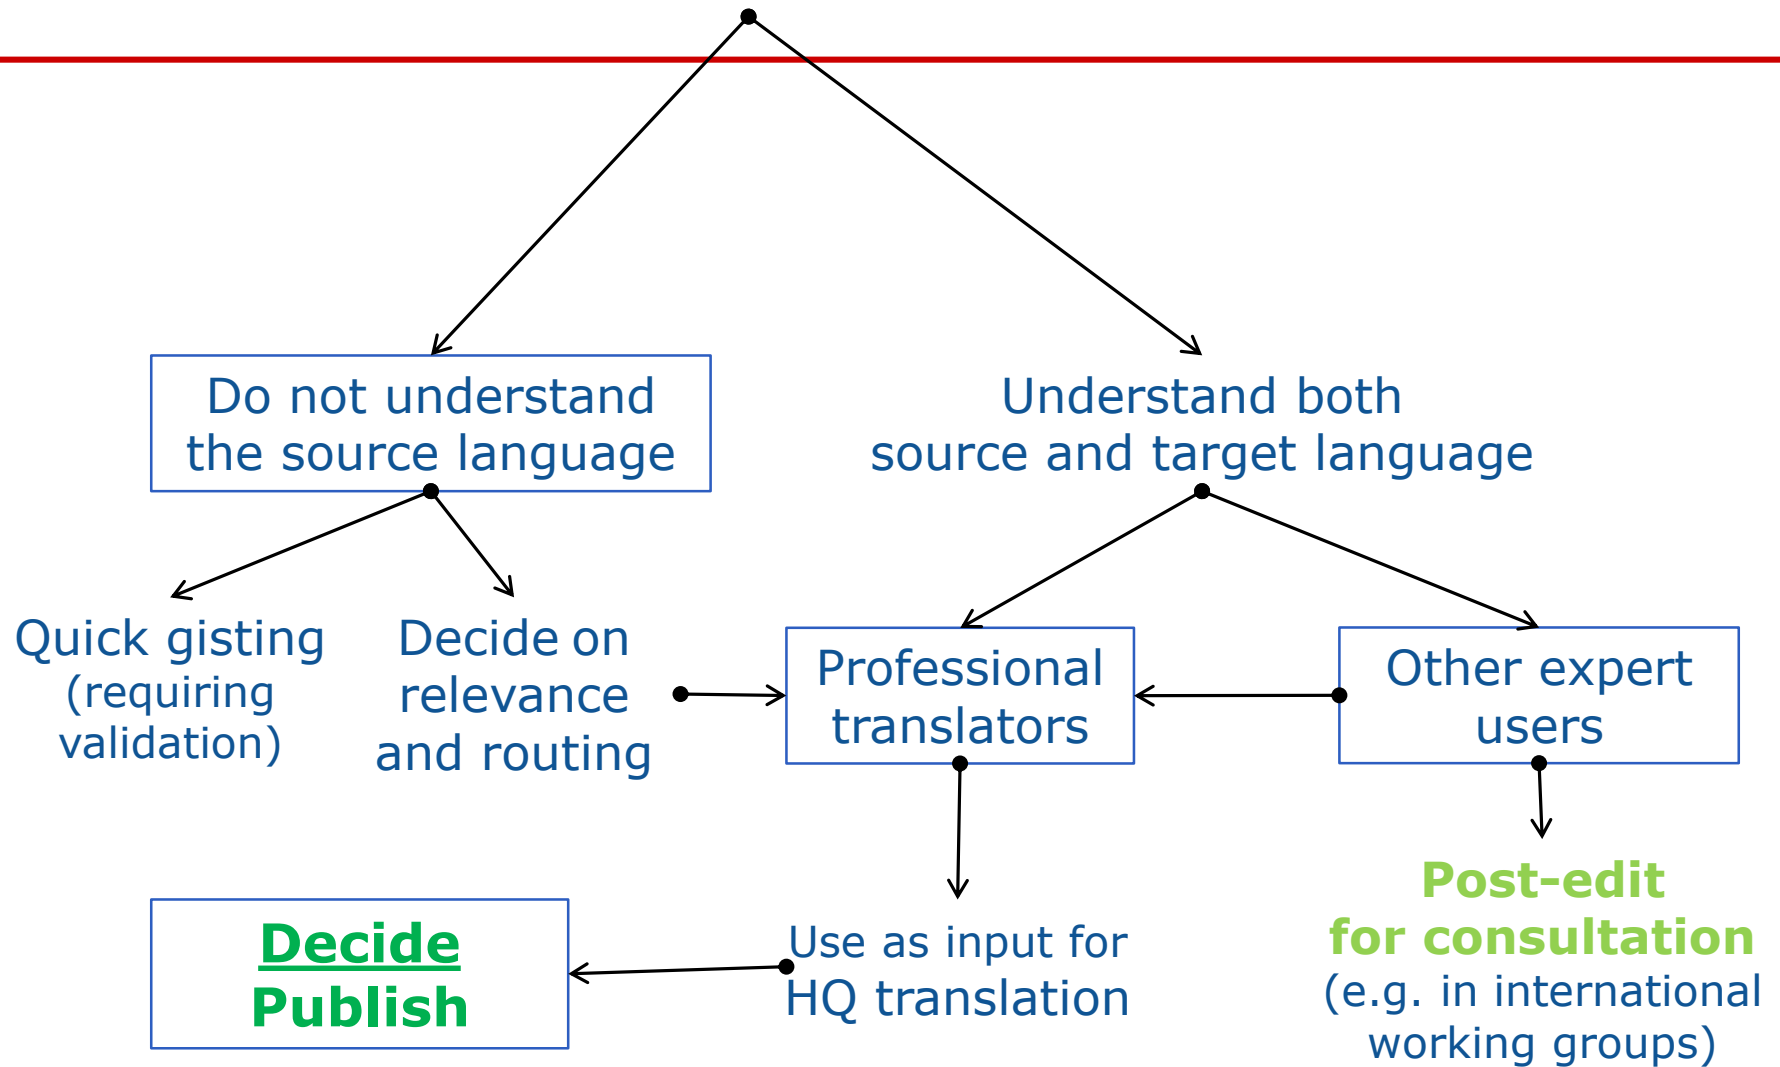 Do not understand
the source language
Understand both
source and target language
Quick gisting
(requiring
validation)
Decide on
relevance
and routing
Professional
translators
Other expert
users
Decide
Publish
Use as input for
HQ translation
Post-edit
for consultation
(e.g. in international
working groups)